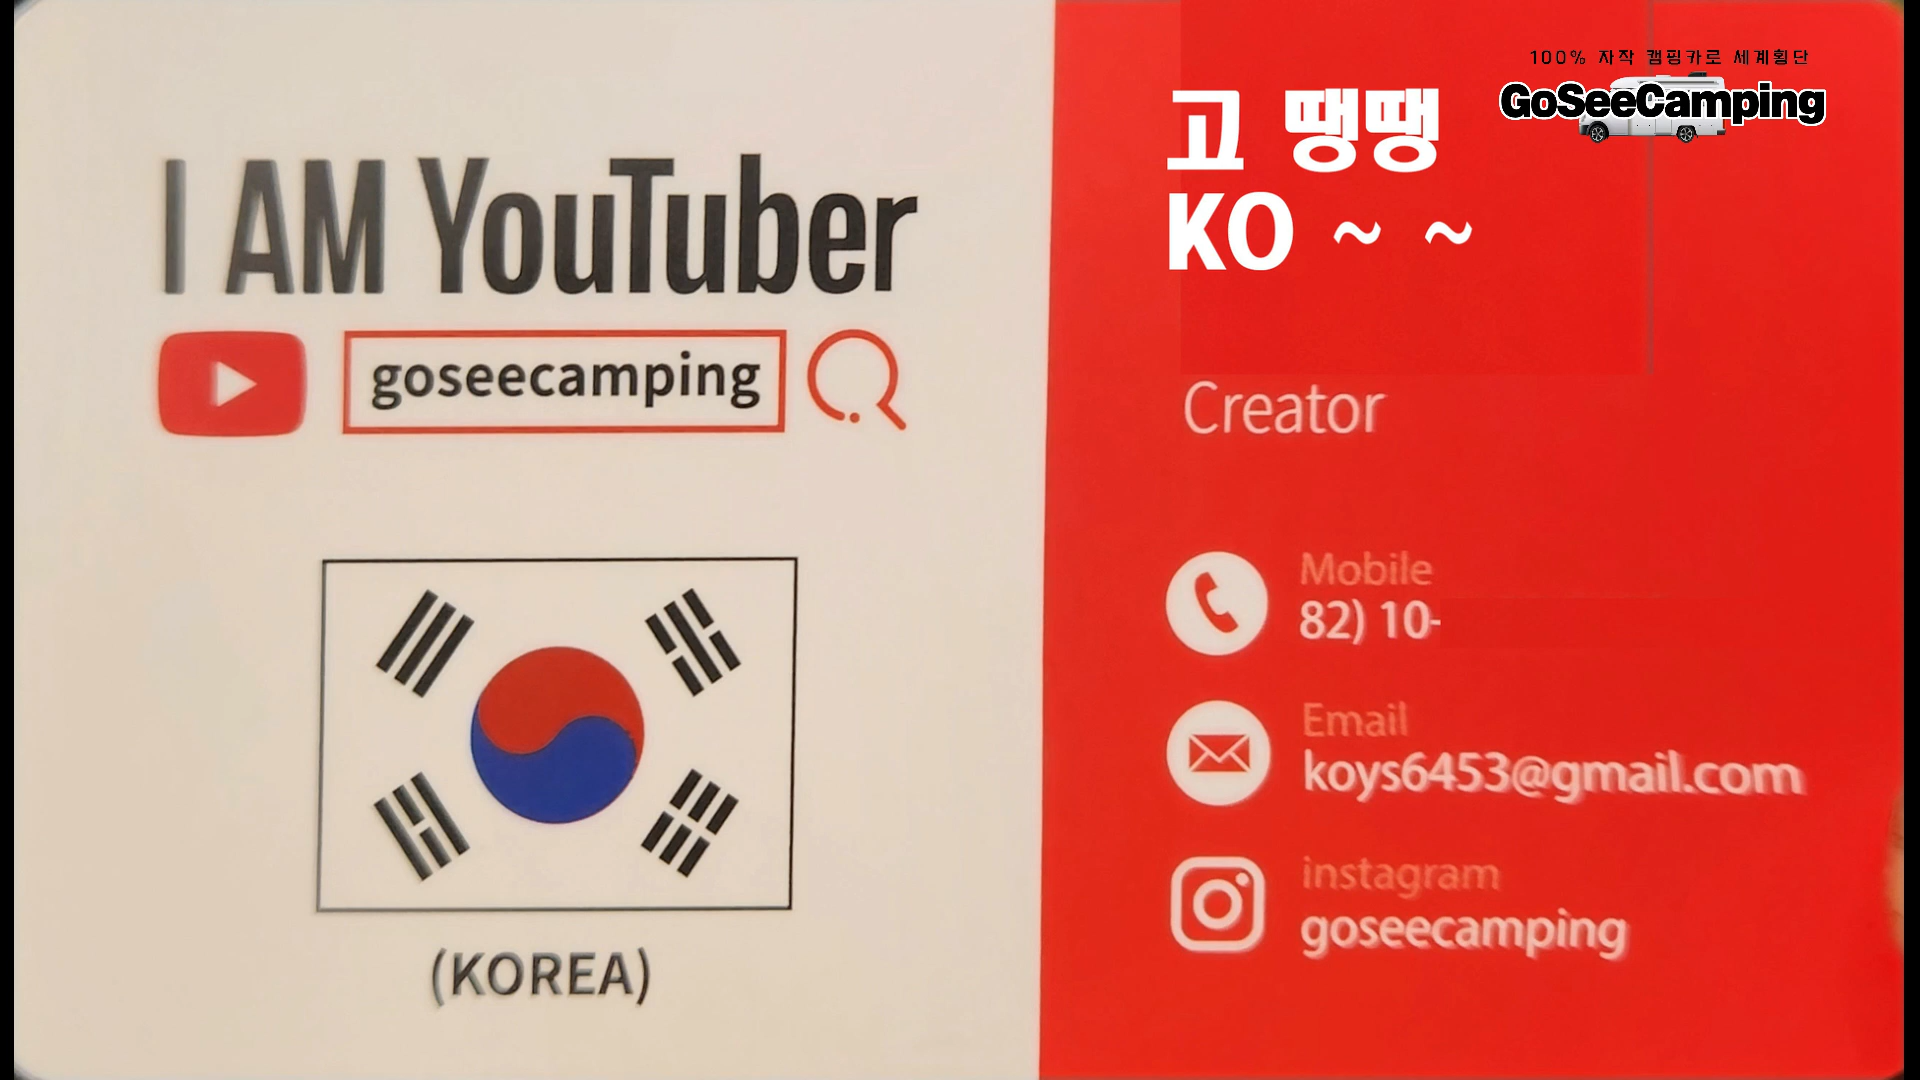 I AM YouTuber
goseecamping
(KOREA)
100% 자작 캠핑카로 세계횡단
GoSeeCamping
고 땡땡
KO ~ ~
Creator
Mobile
82) 10-
Email
koys6453@gmail.com
instagram
goseecamping